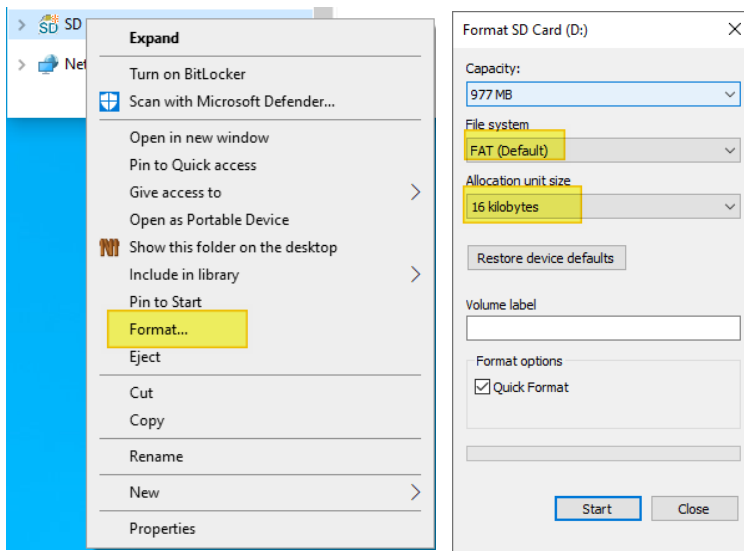 SD SD
Net
Expand
Turn on BitLocker
Scan with Microsoft Defender...
Open in new window
Pin to Quick access
Give access to
Open as Portable Device
Show this folder on the desktop
Include in library
Pin to Start
Format...
Eject
Cut
Copy
Rename
New
Properties
Format SD Card (D:)
Capacity:
977 MB
File system
FAT (Default)
Allocation unit size
16 kilobytes
Restore device defaults
Volume label
Format options
Quick Format
Start
Close